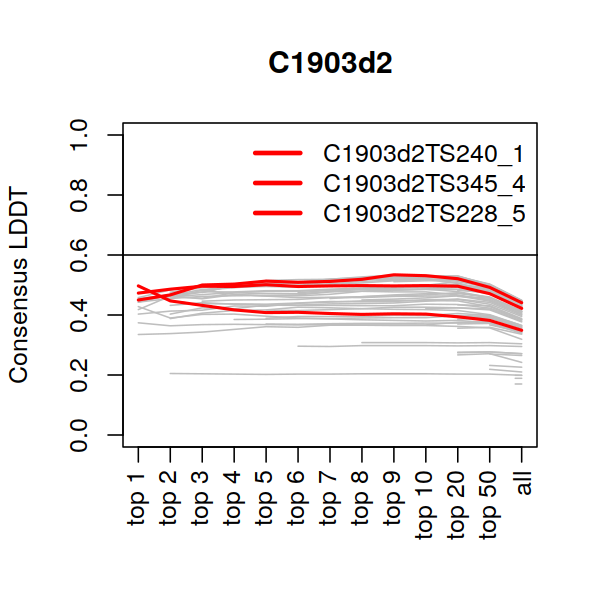 C1903d2
C1903d2TS240_1
C1903d2TS345_4
C1903d2TS228_5
Consensus LDDT
1.0
0.8
0.6
0.4
0.2
0.0
top 1
top 2
top 3
top 4
top 5
top 6
top 7
top 8
top 9
top 10
top 20
top 50
all